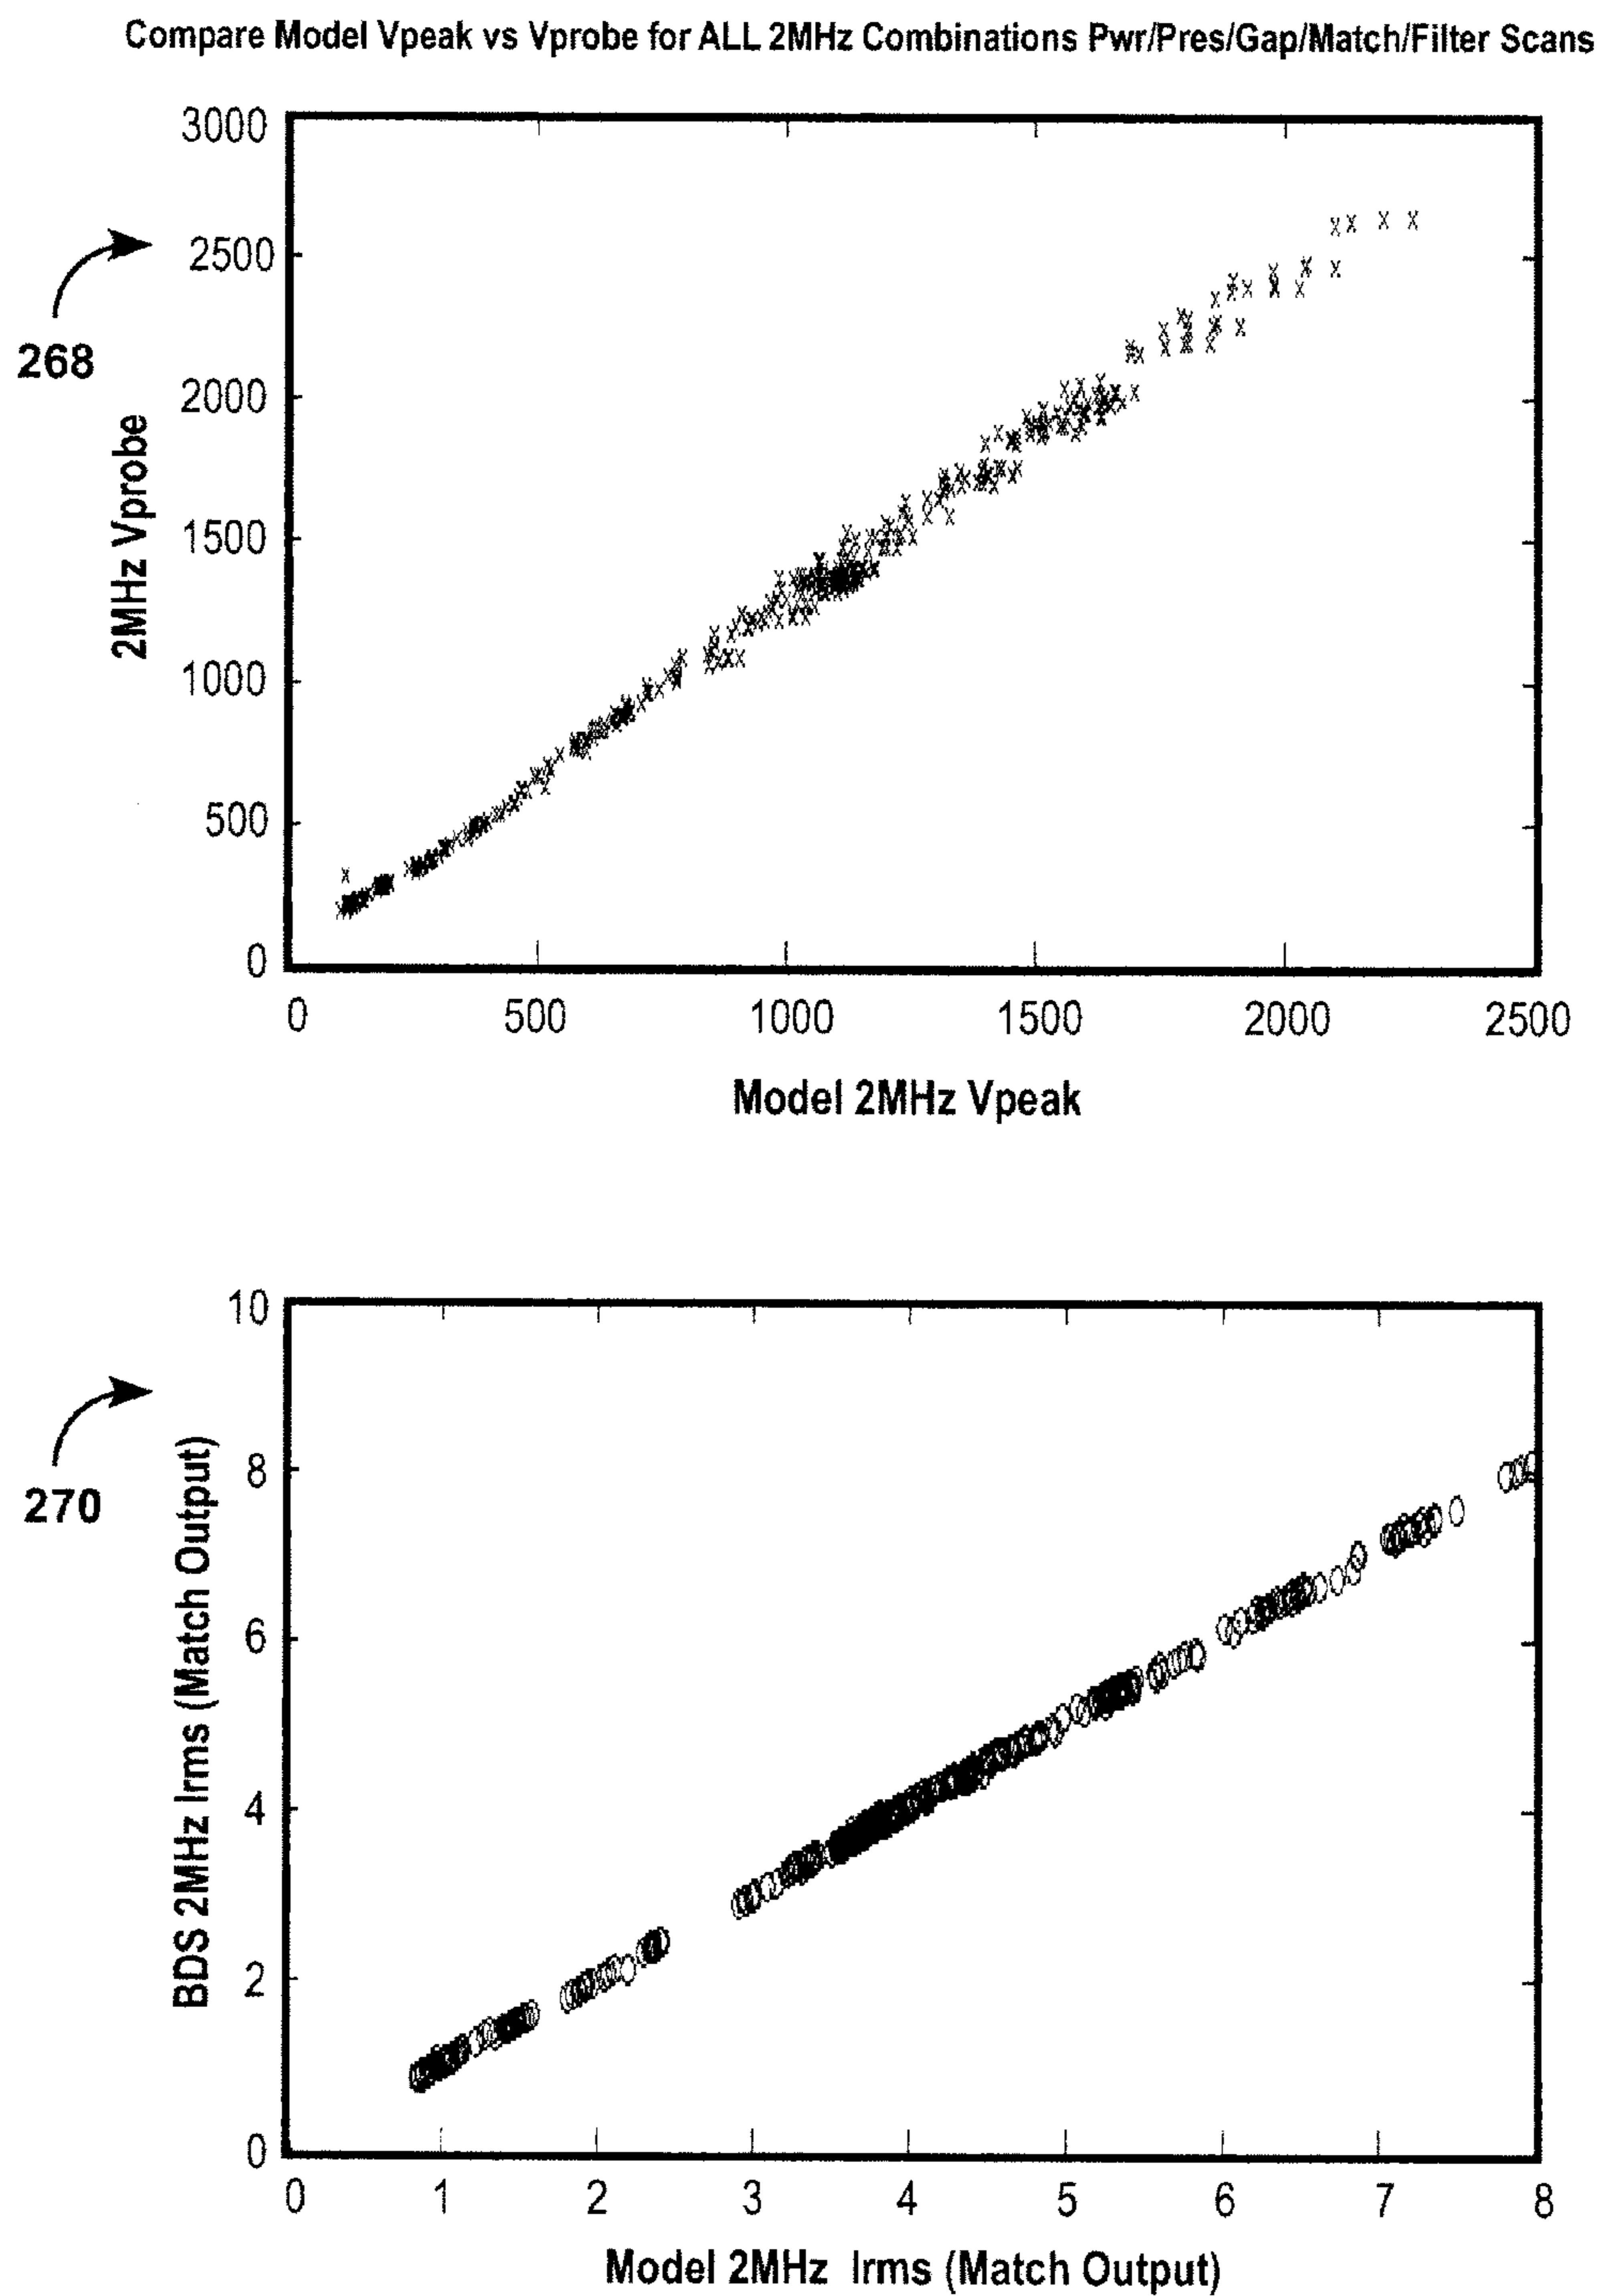 Compare Model Vpeak vs Vprobe for ALL 2MHz Combinations Pwr/Pres/Gap/Match/Filter Scans
3000
2500
2000
1500
1000
500
0
268
2MHz Vprobe
0 500 1000 1500 2000 2500
Model 2MHz Vpeak
10
8
6
4
2
0
270
BDS 2MHz Irms (Match Output)
0 1 2 3 4 5 6 7 8
Model 2MHz Irms (Match Output)